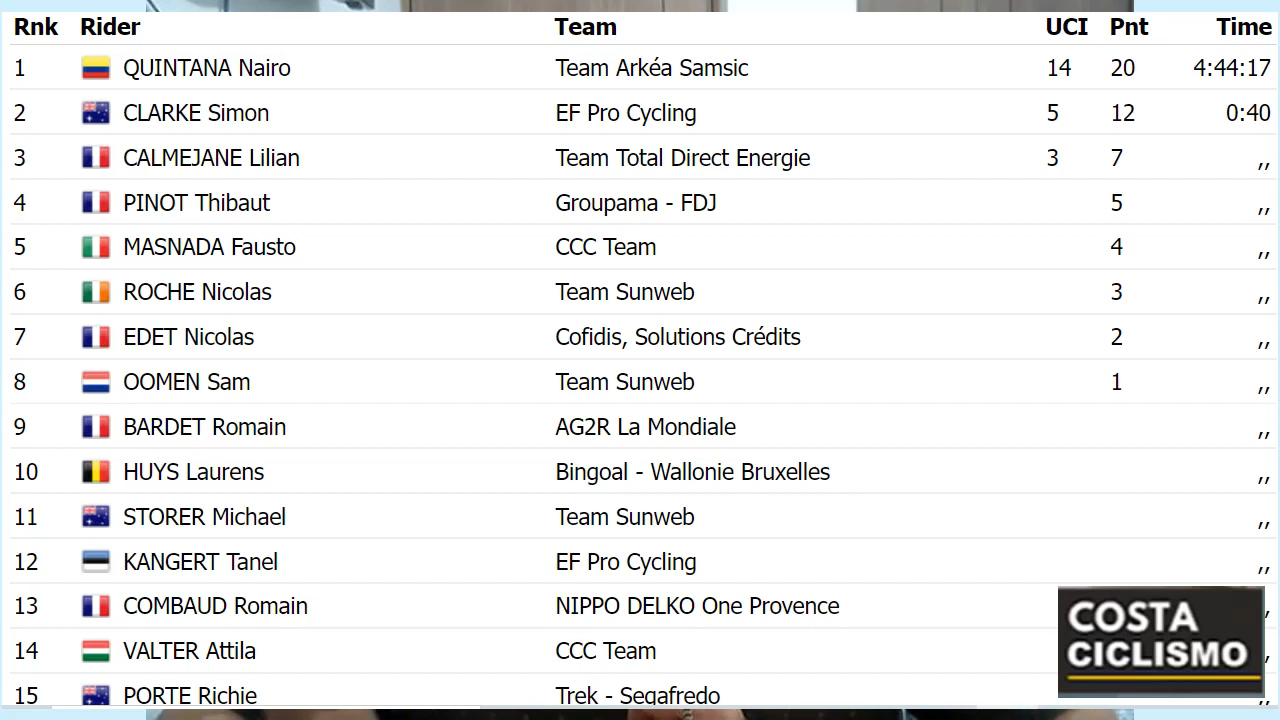 Rnk Rider Team UCI Pnt Time
1 QUINTANA Nairo Team Arkéa Samsic 14 20 4:44:17
2 CLARKE Simon EF Pro Cycling 5 12 0:40
3 CALMEJANE Lilian Team Total Direct Energie 3 7 ,,
4 PINOT Thibaut Groupama - FDJ 5 ,,
5 MASNADA Fausto CCC Team 4 ,,
6 ROCHE Nicolas Team Sunweb 3 ,,
7 EDET Nicolas Cofidis, Solutions Crédits 2 ,,
8 OOMEN Sam Team Sunweb 1 ,,
9 BARDET Romain AG2R La Mondiale ,,
10 HUYS Laurens Bingoal - Wallonie Bruxelles ,,
11 STORER Michael Team Sunweb ,,
12 KANGERT Tanel EF Pro Cycling ,,
13 COMBAUD Romain NIPPO DELKO One Provence ,
14 VALTER Attila CCC Team ,
15 PORTE Richie Trek - Segafredo ,,
COSTA
CICLISMO